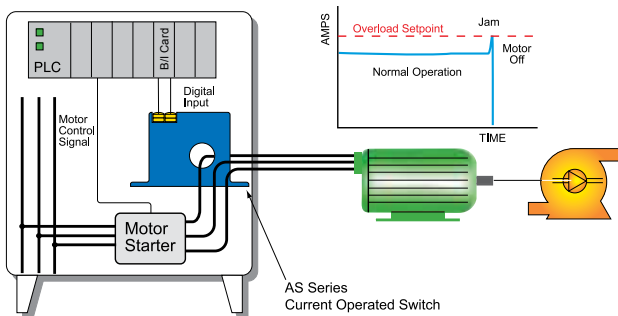 PLC
B/I Card
Digital
Input
Motor
Control
Signal
Motor
Starter
AS Series
Current Operated Switch
AMPS
Overload Setpoint
Jam
Motor
Off
Normal Operation
TIME